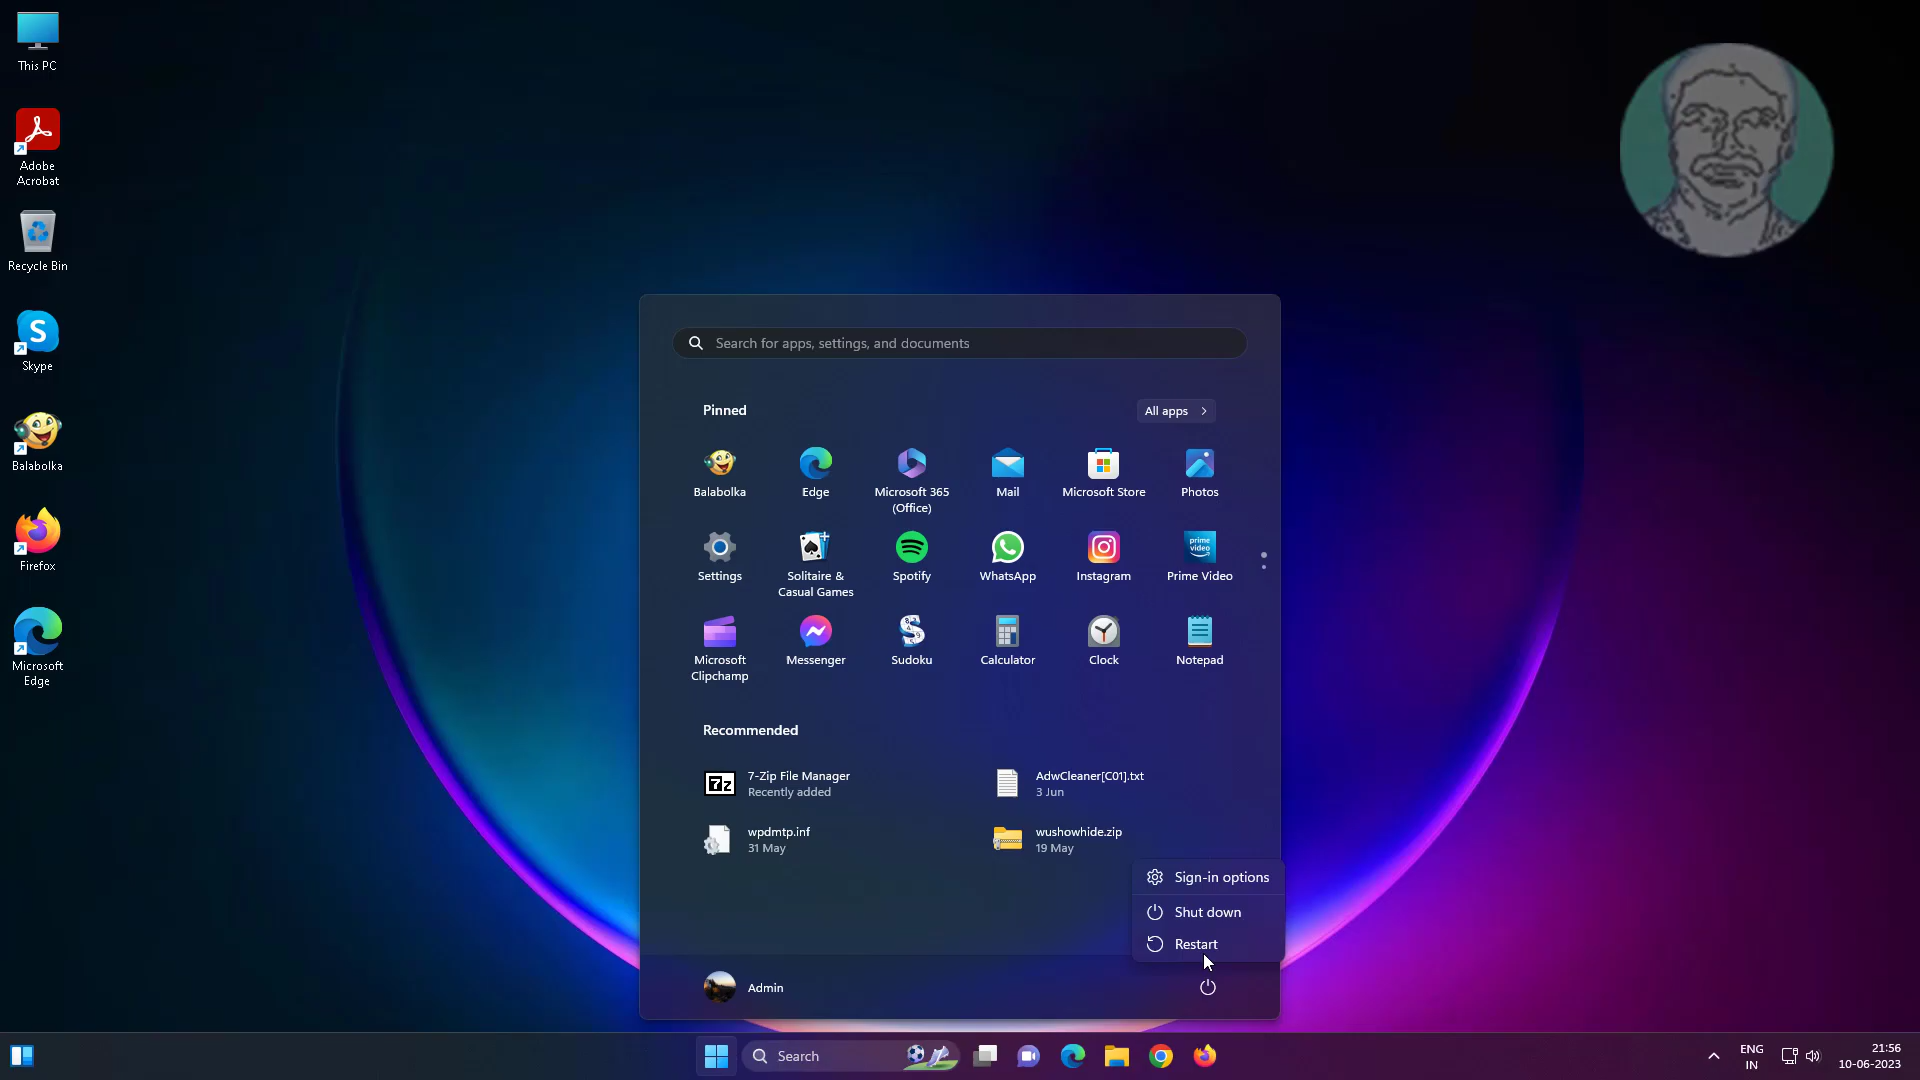 This PC
Adobe
Acrobat
Recycle Bin
S
Skype
Balabolka
Firefox
Microsoft
Edge
Search for apps, settings, and documents
Pinned
All apps
Balabolka
Edge
Microsoft 365
(Office)
Mail
Microsoft Store
Photos
Settings
Solitaire &
Casual Games
Spotify
WhatsApp
Instagram
prime
video
Prime Video
Microsoft
Clipchamp
Messenger
Sudoku
Calculator
Clock
Notepad
Recommended
7z
7-Zip File Manager
Recently added
AdwCleaner[C01].txt
3 Jun
wpdmtp.inf
31 May
wushowhide.zip
19 May
Sign-in options
Shut down
Restart
Admin
Search
ENG
IN
21:56
10-06-2023